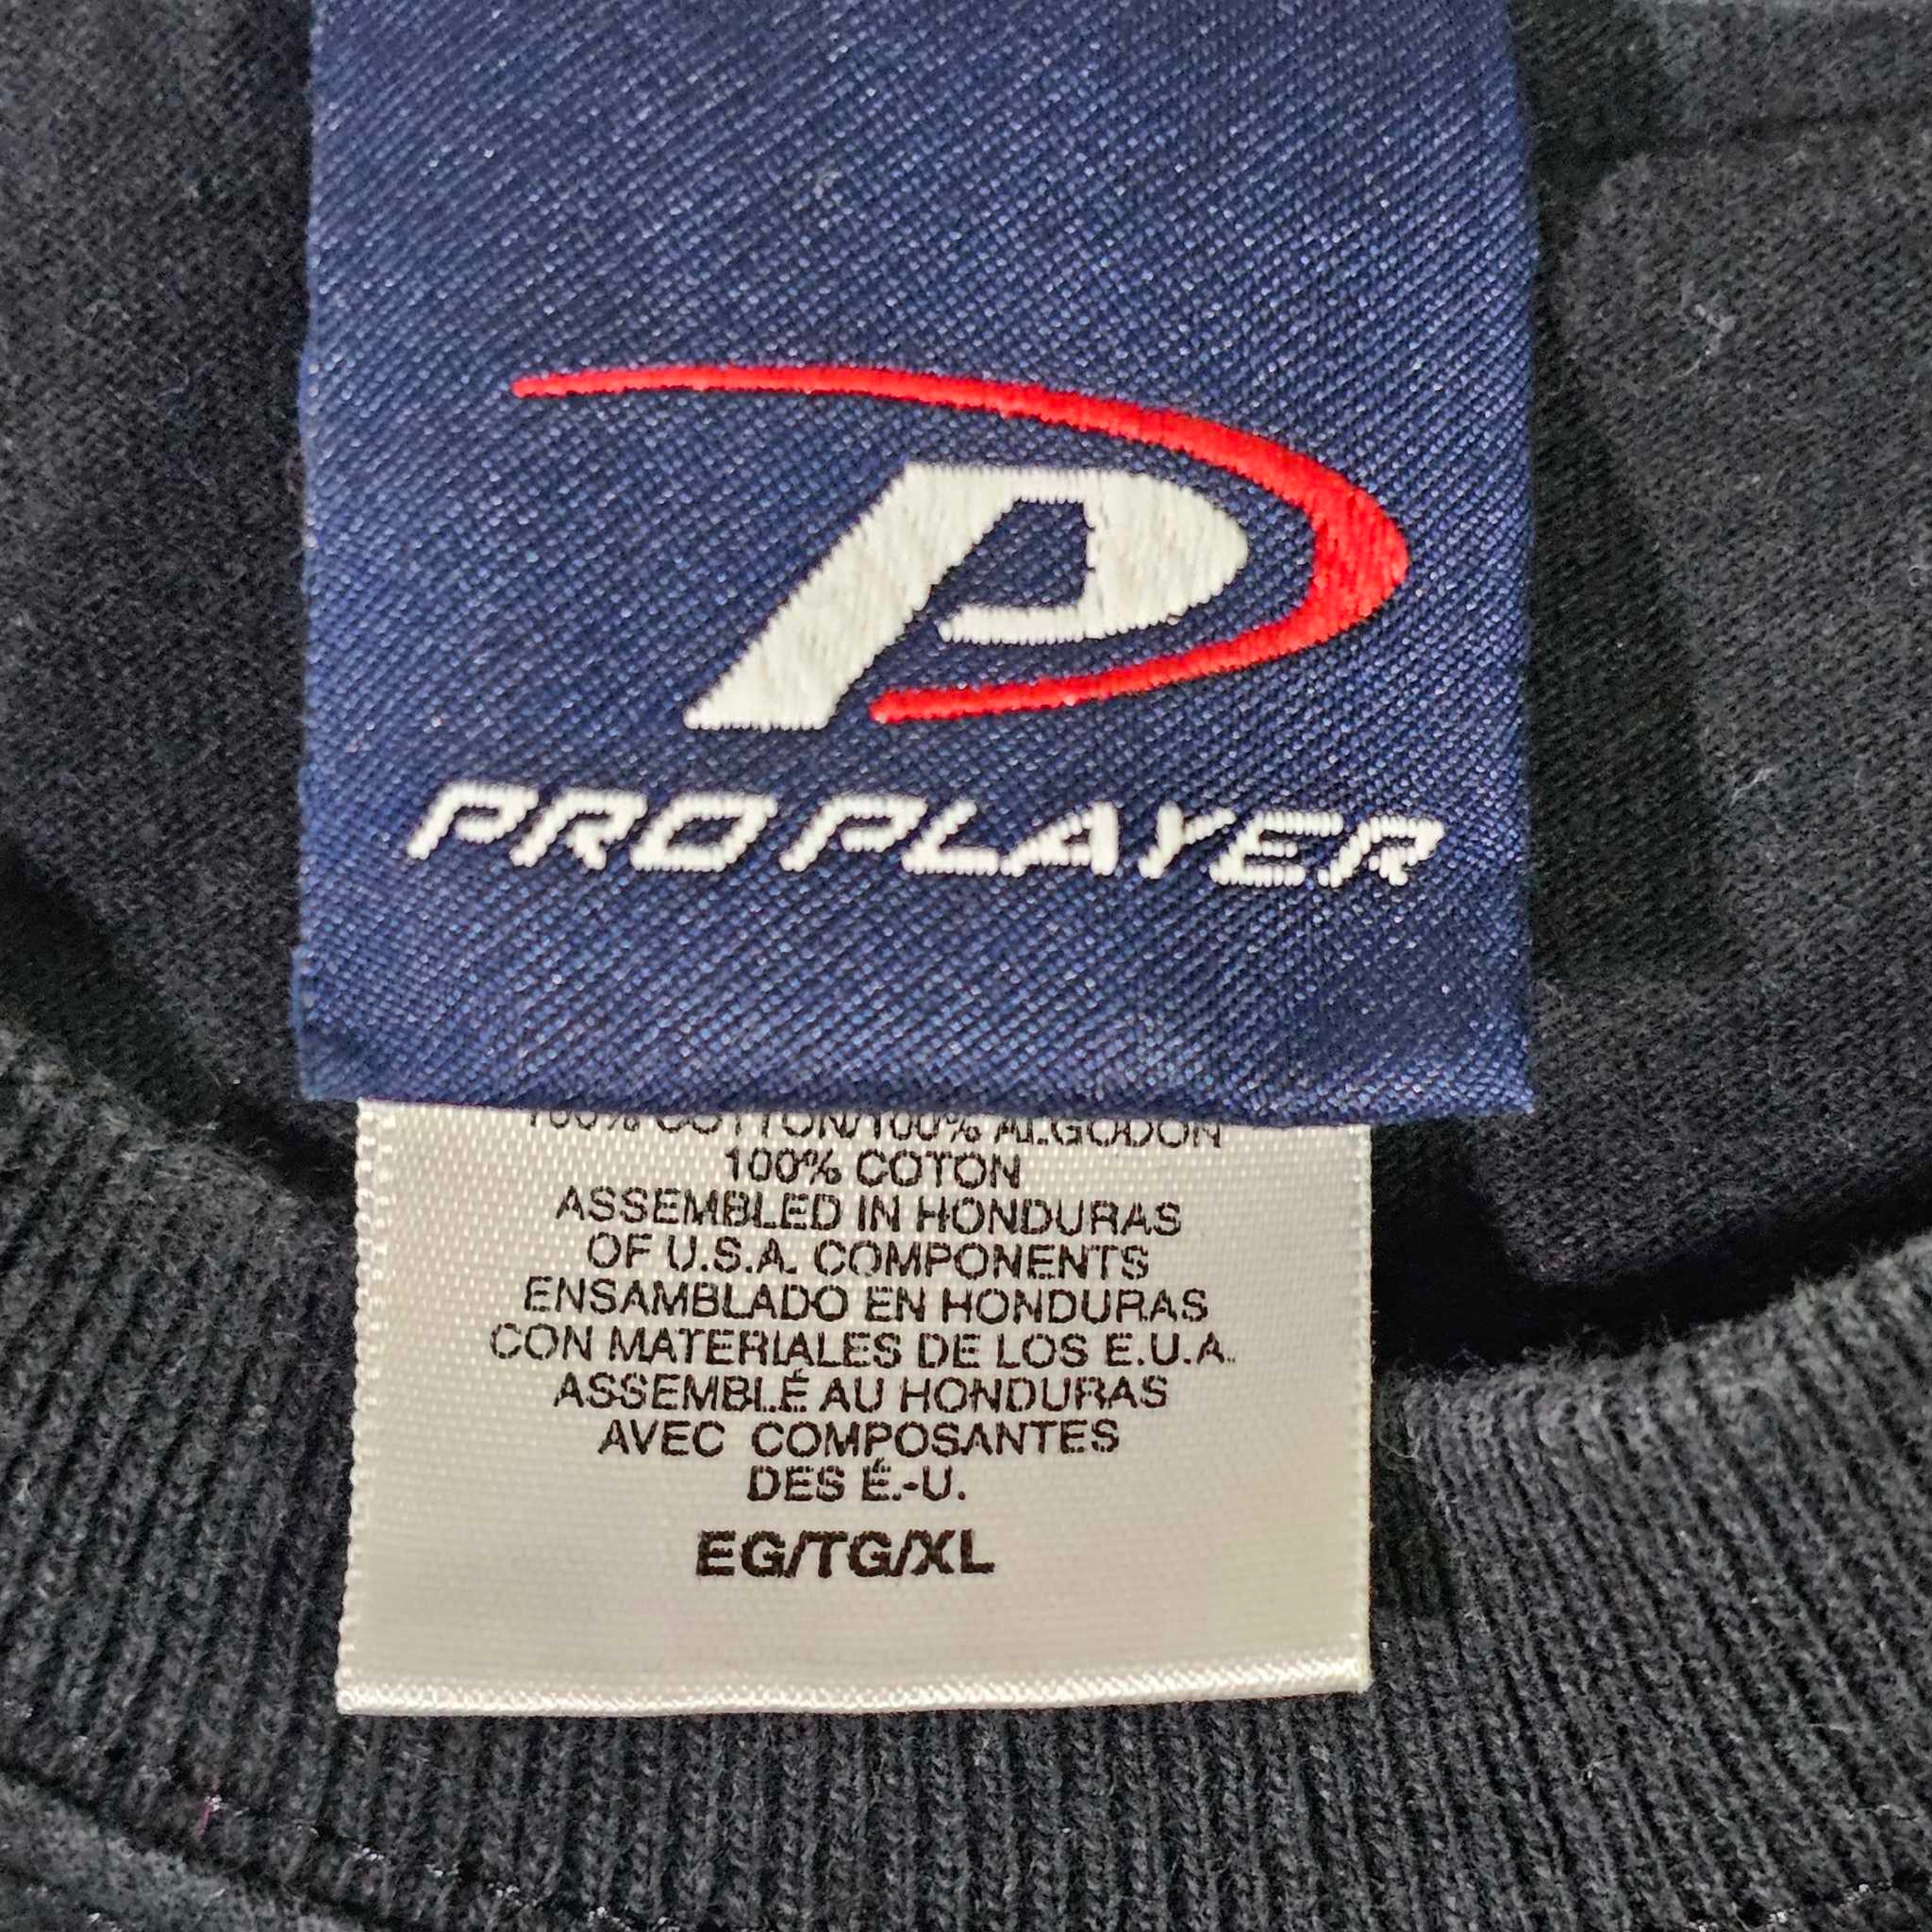 P
PRO PLAYER
100% COTTON/100% ALGODON
100% COTON
ASSEMBLED IN HONDURAS
OF U.S.A. COMPONENTS
ENSAMBLADO EN HONDURAS
CON MATERIALES DE LOS E.U.A.
ASSEMBLÉ AU HONDURAS
AVEC COMPOSANTES
DES É.-U.
EG/TG/XL